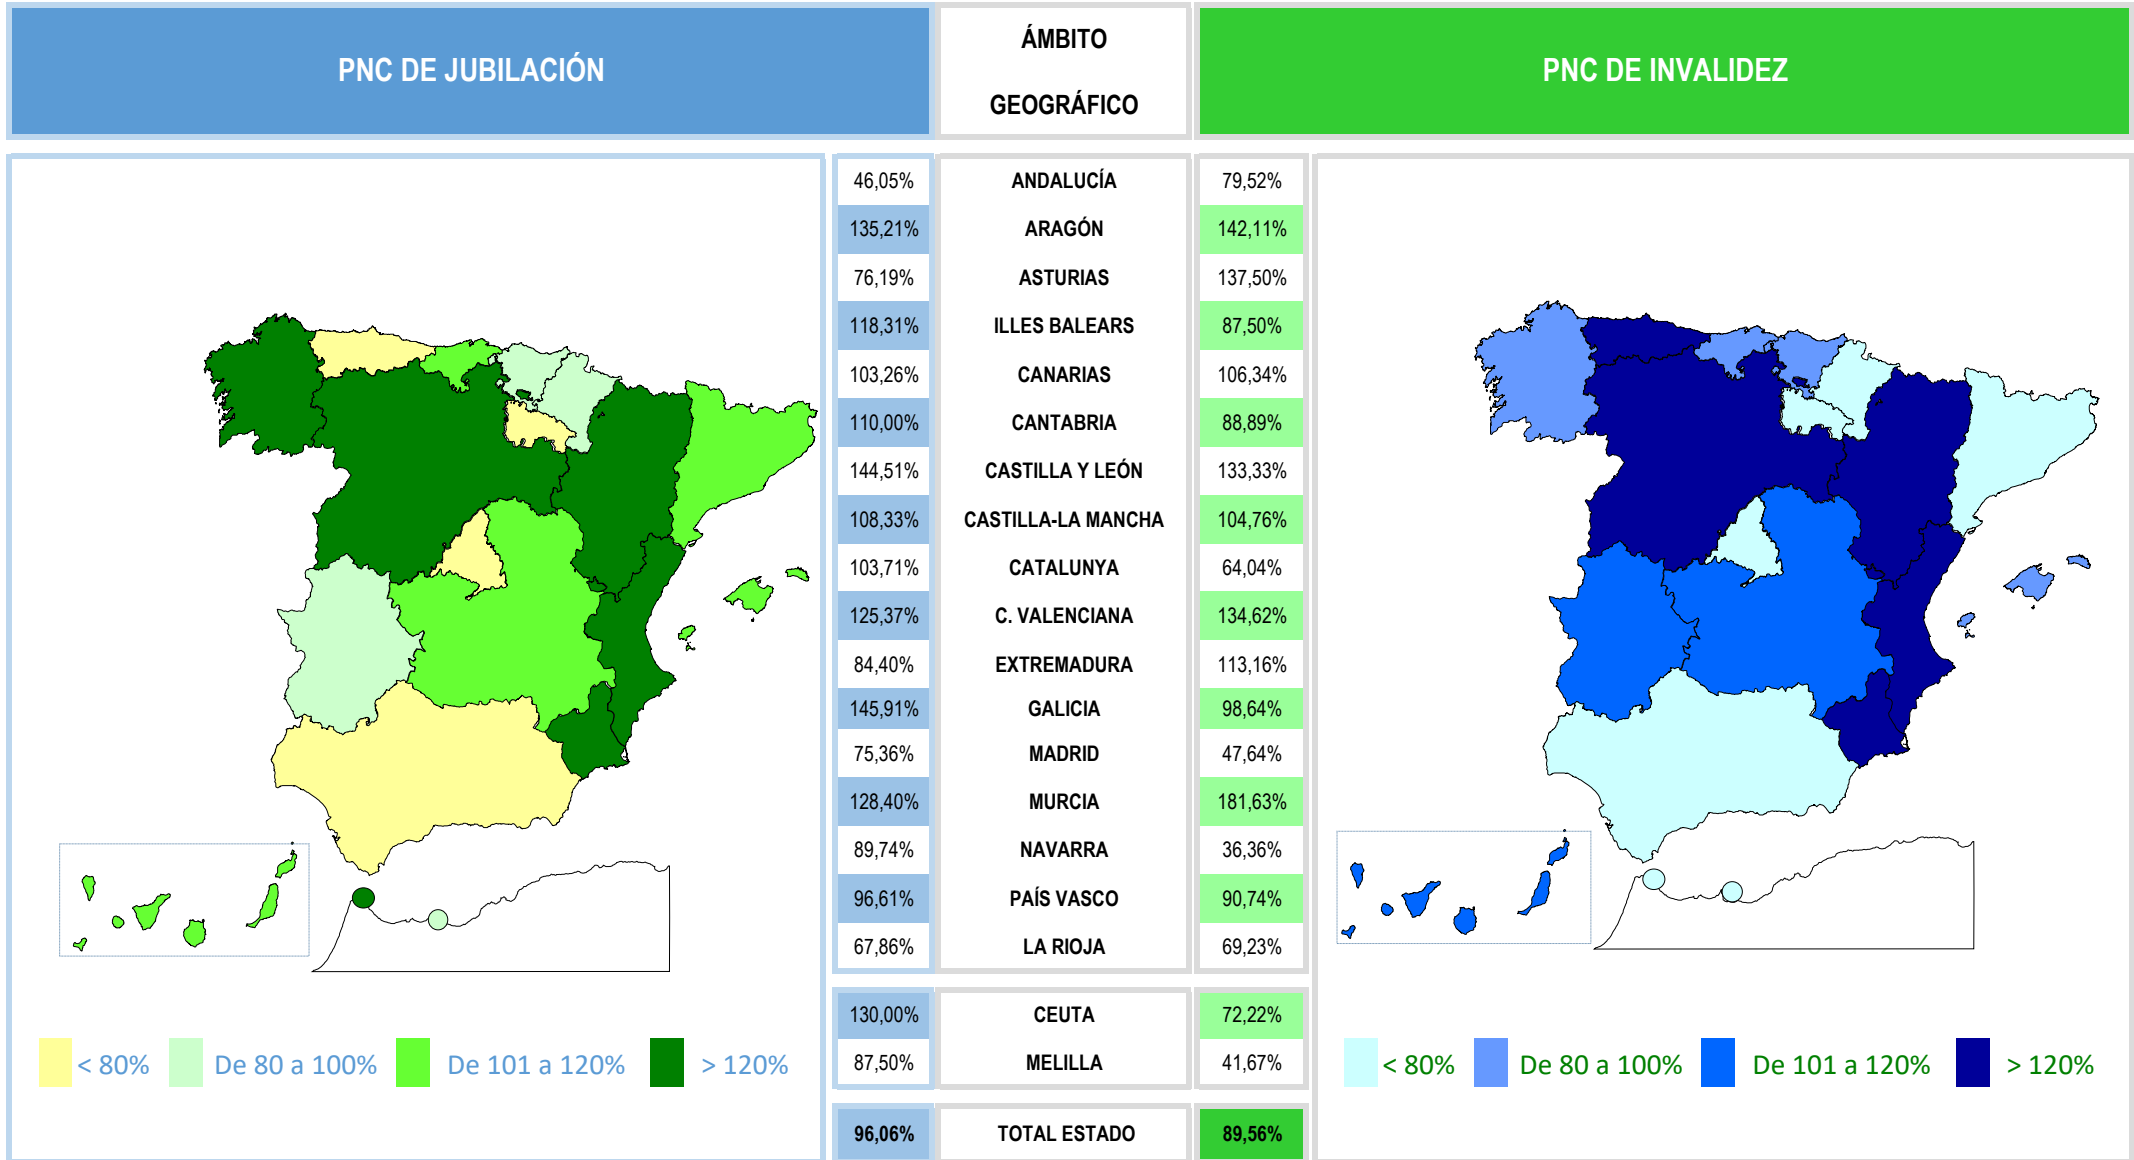 PNC DE JUBILACIÓN
ÁMBITO
GEOGRÁFICO
PNC DE INVALIDEZ
46,05% ANDALUCÍA 79,52%
135,21% ARAGÓN 142,11%
76,19% ASTURIAS 137,50%
118,31% ILLES BALEARS 87,50%
103,26% CANARIAS 106,34%
110,00% CANTABRIA 88,89%
144,51% CASTILLA Y LEÓN 133,33%
108,33% CASTILLA-LA MANCHA 104,76%
103,71% CATALUNYA 64,04%
125,37% C. VALENCIANA 134,62%
84,40% EXTREMADURA 113,16%
145,91% GALICIA 98,64%
75,36% MADRID 47,64%
128,40% MURCIA 181,63%
89,74% NAVARRA 36,36%
96,61% PAÍS VASCO 90,74%
67,86% LA RIOJA 69,23%
130,00% CEUTA 72,22%
87,50% MELILLA 41,67%
96,06% TOTAL ESTADO 89,56%
< 80% De 80 a 100% De 101 a 120% > 120%
< 80% De 80 a 100% De 101 a 120% > 120%